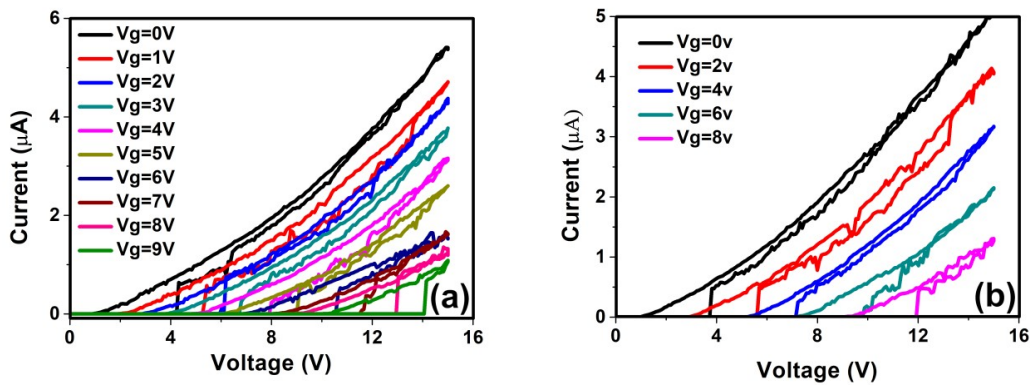 6
4
2
0
Current (μA)
Vg=0V
Vg=1V
Vg=2V
Vg=3V
Vg=4V
Vg=5V
Vg=6V
Vg=7V
Vg=8V
Vg=9V
(a)
0 4 8 12 16
Voltage (V)
5
4
3
2
1
0
Current (μA)
Vg=0v
Vg=2v
Vg=4v
Vg=6v
Vg=8v
(b)
0 4 8 12 16
Voltage (V)